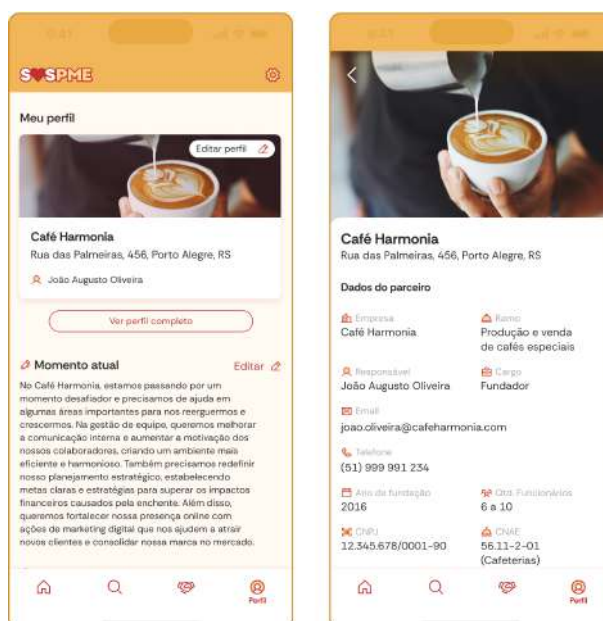 SOSPME
Meu perfil
Editar perfil
Café Harmonia
Rua das Palmeiras, 456, Porto Alegre, RS
João Augusto Oliveira
Ver perfil completo
Momento atual
Editar
No Café Harmonia, estamos passando por um
momento desafiador e precisamos de ajuda em
algumas áreas importantes para nos reerguermos e
crescermos. Na gestão de equipe, queremos melhorar
a comunicação interna e aumentar a motivação dos
nossos colaboradores, criando um ambiente mais
eficiente e harmonioso. Também precisamos redefinir
nosso planejamento estratégico, estabelecendo
metas claras e estratégias para superar os impactos
financeiros causados pela enchente. Além disso,
queremos fortalecer nossa presença online com
ações de marketing digital que nos ajudem a atrair
novos clientes e consolidar nossa marca no mercado.
Perfil
9:41
Café Harmonia
Rua das Palmeiras, 456, Porto Alegre, RS
Dados do parceiro
Empresa
Café Harmonia
Ramo
Produção e venda
de cafés especiais
Responsável
João Augusto Oliveira
Cargo
Fundador
Email
joao.oliveira@cafeharmonia.com
Telefone
(51) 999 991 234
Ano de fundação
2016
Qtd. Funcionários
6 a 10
CNPJ
12.345.678/0001-90
CNAE
56.11-2-01
(Cafeterias)
Perfil